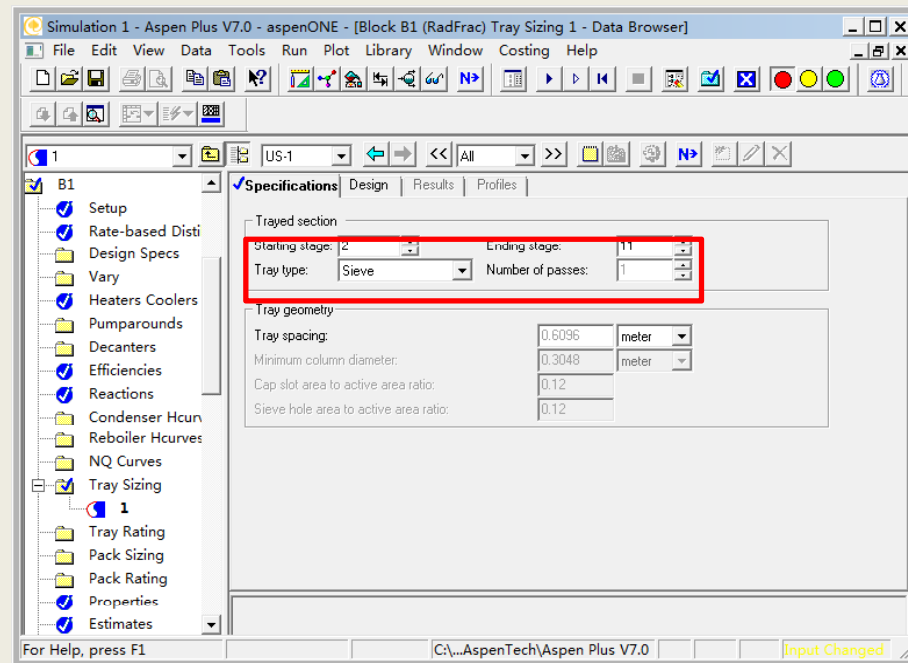 Simulation 1 - Aspen Plus V7.0 - aspenONE - [Block B1 (RadFrac) Tray Sizing 1 - Data Browser]
File Edit View Data Tools Run Plot Library Window Costing Help
1 US-1 << All >> N>
B1
Setup
Rate-based Disti
Design Specs
Vary
Heaters Coolers
Pumparounds
Decanters
Efficiencies
Reactions
Condenser Hcurv
Reboiler Hcurves
NQ Curves
Tray Sizing
1
Tray Rating
Pack Sizing
Pack Rating
Properties
Estimates
Specifications Design Results Profiles
Trayed section
Starting stage: 2 Ending stage: 11
Tray type: Sieve Number of passes: 1
Tray geometry
Tray spacing: 0.6096 meter
Minimum column diameter: 0.3048 meter
Cap slot area to active area ratio: 0.12
Sieve hole area to active area ratio: 0.12
For Help, press F1 C:\...AspenTech\Aspen Plus V7.0 Input Changed